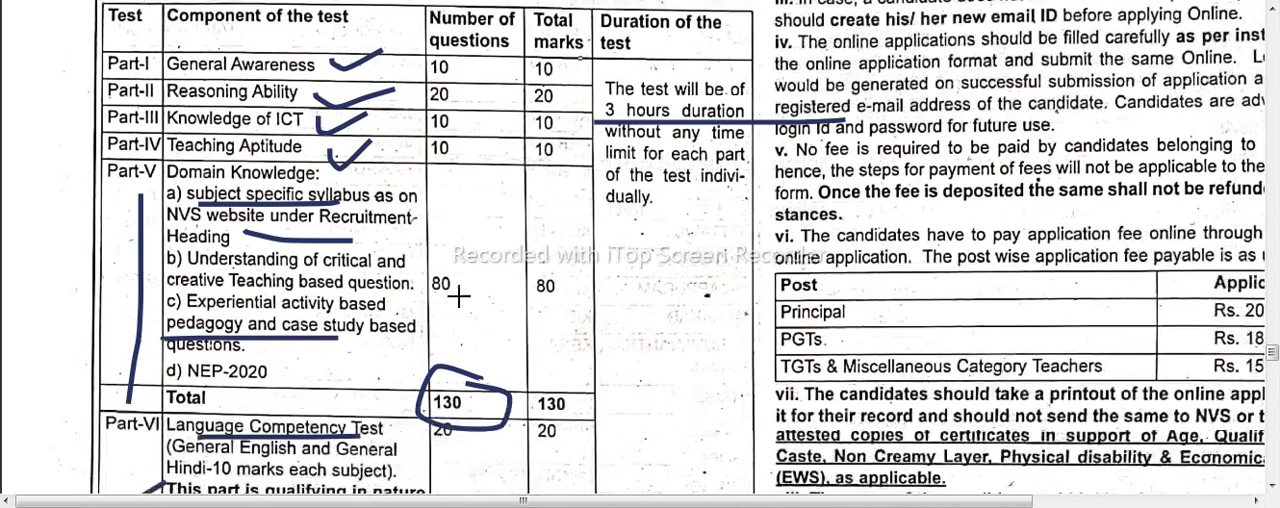 Test Component of the test Number of questions Total marks Duration of the test
Part-I General Awareness 10 10
Part-II Reasoning Ability 20 20
Part-III Knowledge of ICT 10 10
Part-IV Teaching Aptitude 10 10
Part-V Domain Knowledge:
a) subject specific syllabus as on
NVS website under Recruitment-
Heading
b) Understanding of critical and
creative Teaching based question. 80 80
c) Experiential activity based
pedagogy and case study based
questions.
d) NEP-2020
Total 130 130
Part-VI Language Competency Test 20 20
(General English and General
Hindi-10 marks each subject).
This part is qualifying in nature
The test will be of
3 hours duration
without any time
limit for each part
of the test indivi-
dually.
should create his/ her new email ID before applying Online.
iv. The online applications should be filled carefully as per inst
the online application format and submit the same Online.
would be generated on successful submission of application a
registered e-mail address of the candidate. Candidates are adv
login Id and password for future use.
v. No fee is required to be paid by candidates belonging to
hence, the steps for payment of fees will not be applicable to the
form. Once the fee is deposited the same shall not be refund
stances.
vi. The candidates have to pay application fee online through
online application. The post wise application fee payable is as
Post Applic
Principal Rs. 20
PGTs. Rs. 18
TGTs & Miscellaneous Category Teachers Rs. 15
vii. The candidates should take a printout of the online appl
it for their record and should not send the same to NVS or t
attested copies of certificates in support of Age, Qualif
Caste, Non Creamy Layer, Physical disability & Economic
(EWS), as applicable.
Recorded with iTop Screen Recorder